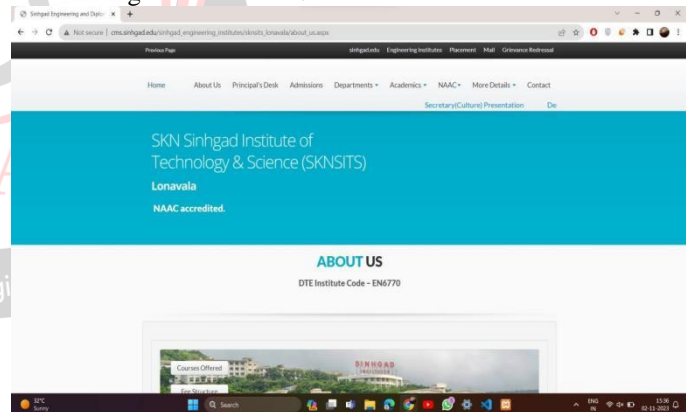 Sinhgad Engineering and Diplo
Not secure | cms.sinhgad.edu/sinhgad_engineering_institutes/sknsits_lonavala/about_us.aspx
Previous Page sinhgad.edu Engineering Institutes Placement Mail Grievance Redressal
Home About Us Principal's Desk Admissions Departments Academics NAAC More Details Contact
Secretary(Culture) Presentation De
SKN Sinhgad Institute of
Technology & Science (SKNSITS)
Lonavala
NAAC accredited.
ABOUT US
DTE Institute Code – EN6770
Courses Offered
SINHGAD
Fee Structure
32°C
Sunny
Search
ENG
IN
15:36
02-11-2023